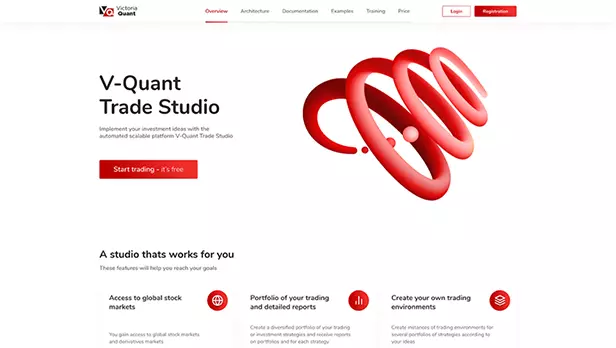 Victoria
Quant
Overview
Architecture
Documentation
Examples
Training
Price
Login
Registration
V-Quant
Trade Studio
Implement your investment ideas with the
automated scalable platform V-Quant Trade Studio
Start trading - it's free
A studio thats works for you
These features will help you reach your goals
Access to global stock
markets
You gain access to global stock markets
and derivatives markets
Portfolio of your trading
and detailed reports
Create a diversified portfolio of your trading
or investment strategies and receive reports
on portfolios and for each strategy
Create your own trading
environments
Create instances of trading environments for
several portfolios of strategies according to
your ideas